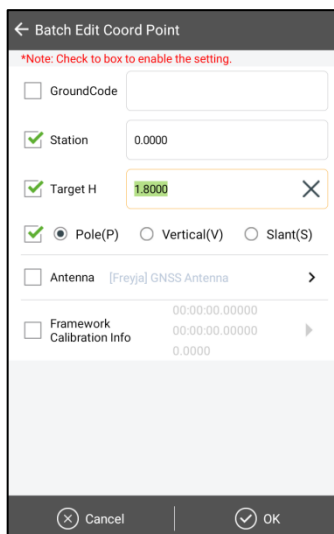 Batch Edit Coord Point
*Note: Check to box to enable the setting.
GroundCode
Station 0.0000
Target H 1.8000
Pole(P) Vertical(V) Slant(S)
Antenna [Freyja] GNSS Antenna
Framework
Calibration Info
00:00:00.00000
00:00:00.00000
0.0000
Cancel OK